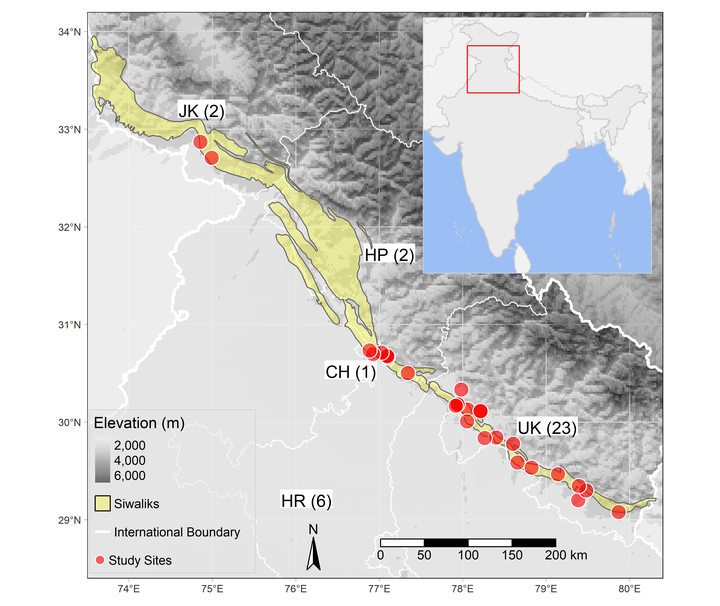 34°N
33°N
32°N
31°N
30°N
29°N
JK (2)
HP (2)
CH (1)
UK (23)
HR (6)
Elevation (m)
2,000
4,000
6,000
Siwaliks
International Boundary
Study Sites
N
0 50 100 150 200 km
74°E 75°E 76°E 77°E 78°E 79°E 80°E